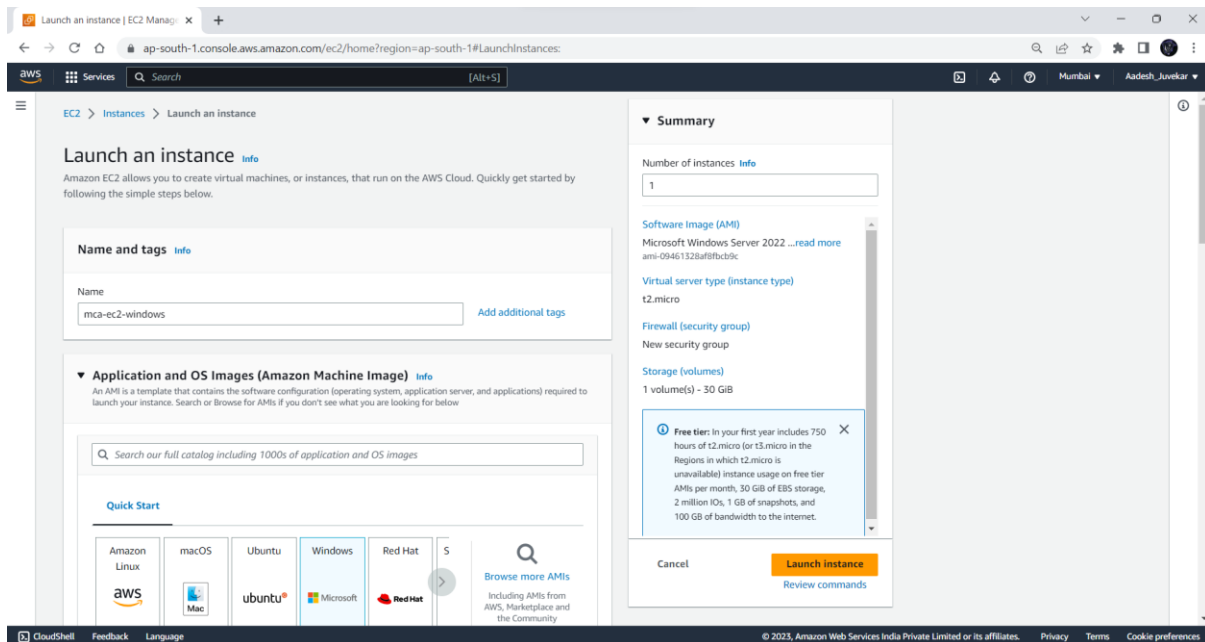 Launch an instance | EC2 Manag
ap-south-1.console.aws.amazon.com/ec2/home?region=ap-south-1#LaunchInstances:
aws Services Search [Alt+S] Mumbai Aadesh_Juvekar
EC2 > Instances > Launch an instance
Launch an instance Info
Amazon EC2 allows you to create virtual machines, or instances, that run on the AWS Cloud. Quickly get started by
following the simple steps below.
Name and tags Info
Name
mca-ec2-windows
Add additional tags
Application and OS Images (Amazon Machine Image) Info
An AMI is a template that contains the software configuration (operating system, application server, and applications) required to
launch your instance. Search or Browse for AMIs if you don't see what you are looking for below
Search our full catalog including 1000s of application and OS images
Quick Start
Amazon
Linux
aws
macOS
Mac
Ubuntu
ubuntu®
Windows
Microsoft
Red Hat
Red Hat
S
Browse more AMIs
Including AMIs from
AWS, Marketplace and
the Community
Summary
Number of instances Info
1
Software Image (AMI)
Microsoft Windows Server 2022 ...read more
ami-09461328af8fbcb9c
Virtual server type (instance type)
t2.micro
Firewall (security group)
New security group
Storage (volumes)
1 volume(s) - 30 GiB
Free tier: In your first year includes 750
hours of t2.micro (or t3.micro in the
Regions in which t2.micro is
unavailable) instance usage on free tier
AMIs per month, 30 GiB of EBS storage,
2 million IOs, 1 GB of snapshots, and
100 GB of bandwidth to the internet.
Cancel
Launch instance
Review commands
CloudShell Feedback Language © 2023, Amazon Web Services India Private Limited or its affiliates. Privacy Terms Cookie preferences